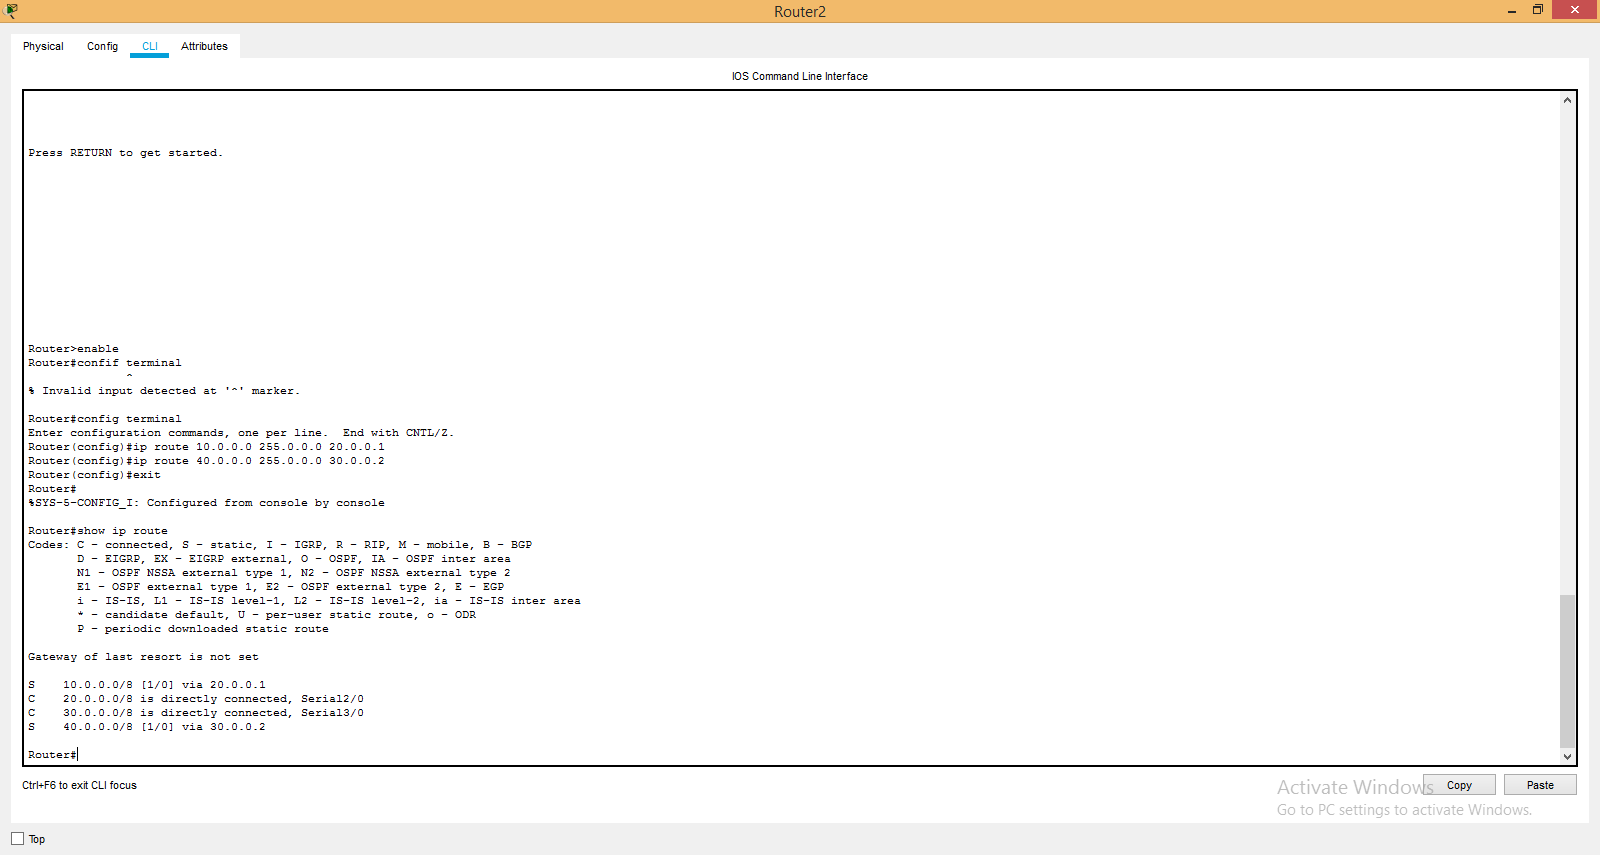 Router2
Physical Config CLI Attributes
IOS Command Line Interface
Press RETURN to get started.
Router>enable
Router#confif terminal
^
% Invalid input detected at '^' marker.
Router#config terminal
Enter configuration commands, one per line.  End with CNTL/Z.
Router(config)#ip route 10.0.0.0 255.0.0.0 20.0.0.1
Router(config)#ip route 40.0.0.0 255.0.0.0 30.0.0.2
Router(config)#exit
Router#
%SYS-5-CONFIG_I: Configured from console by console
Router#show ip route
Codes: C - connected, S - static, I - IGRP, R - RIP, M - mobile, B - BGP
D - EIGRP, EX - EIGRP external, O - OSPF, IA - OSPF inter area
N1 - OSPF NSSA external type 1, N2 - OSPF NSSA external type 2
E1 - OSPF external type 1, E2 - OSPF external type 2, E - EGP
i - IS-IS, L1 - IS-IS level-1, L2 - IS-IS level-2, ia - IS-IS inter area
* - candidate default, U - per-user static route, o - ODR
P - periodic downloaded static route
Gateway of last resort is not set
S    10.0.0.0/8 [1/0] via 20.0.0.1
C    20.0.0.0/8 is directly connected, Serial2/0
C    30.0.0.0/8 is directly connected, Serial3/0
S    40.0.0.0/8 [1/0] via 30.0.0.2
Router#
Ctrl+F6 to exit CLI focus
Copy Paste
Activate Windows
Go to PC settings to activate Windows.
Top